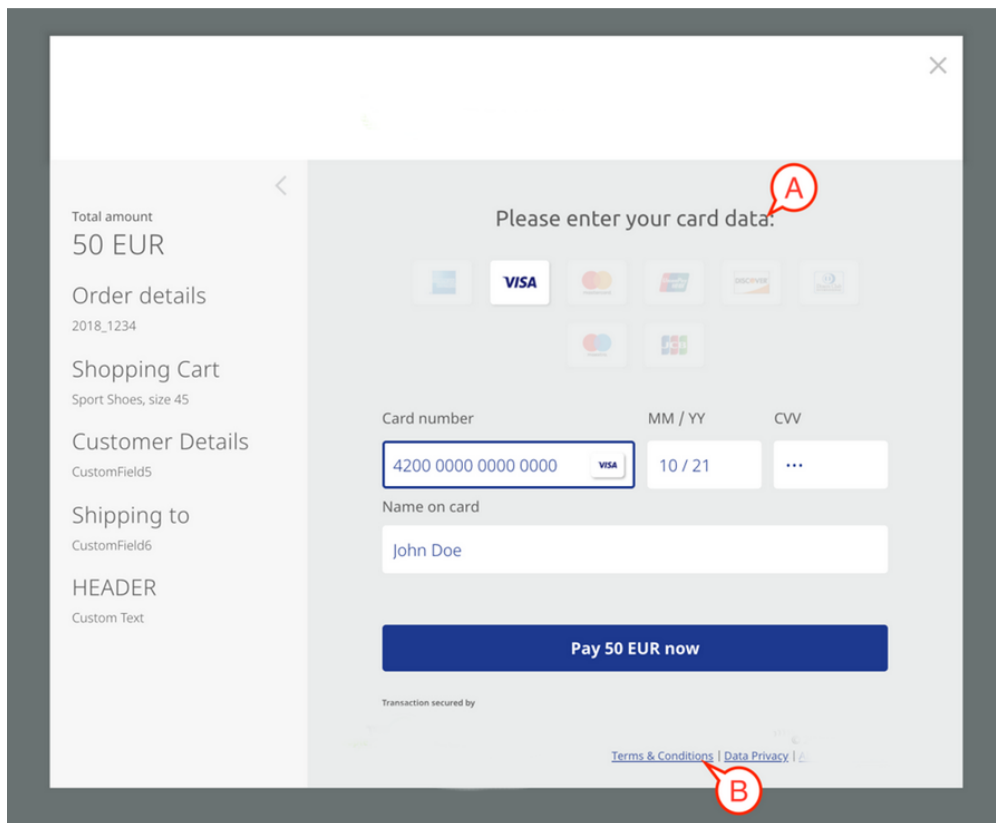 A
Please enter your card data:
Total amount
50 EUR
Order details
2018_1234
Shopping Cart
Sport Shoes, size 45
Customer Details
CustomField5
Shipping to
CustomField6
HEADER
Custom Text
VISA
DISCOVER
JCB
Card number MM / YY CVV
4200 0000 0000 0000 VISA 10 / 21 •••
Name on card
John Doe
Pay 50 EUR now
Transaction secured by
Terms & Conditions | Data Privacy |
B